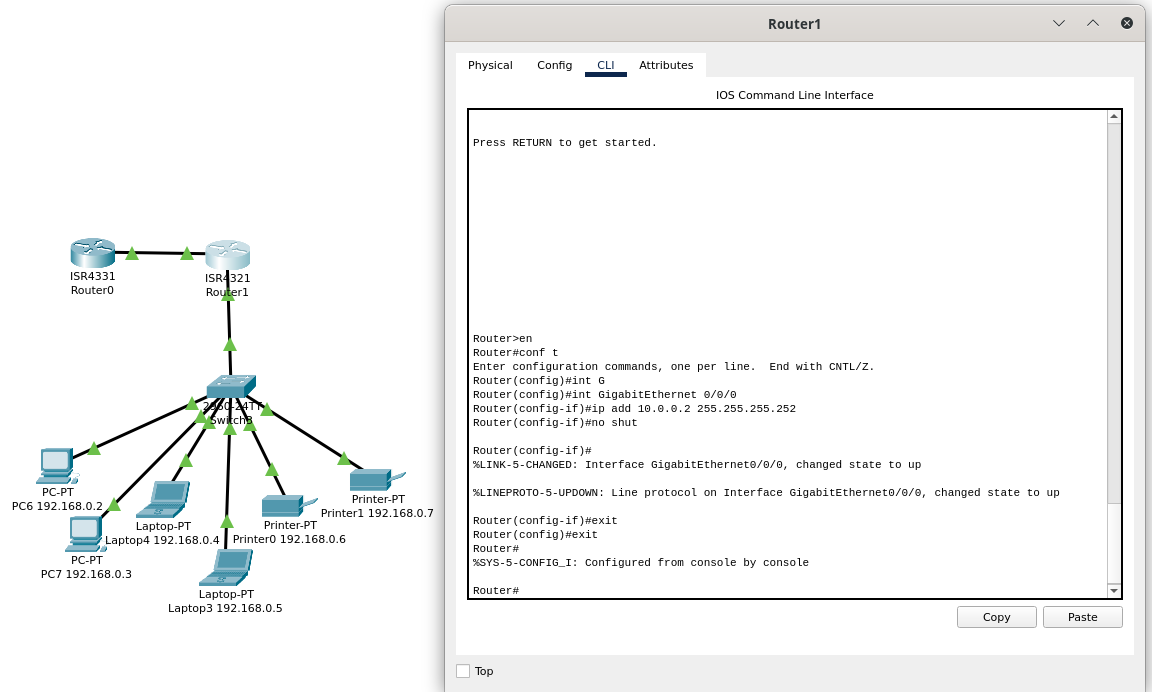 Router1
Physical
Config
CLI
Attributes
IOS Command Line Interface
Press RETURN to get started.
Router>en
Router#conf t
Enter configuration commands, one per line.  End with CNTL/Z.
Router(config)#int G
Router(config)#int GigabitEthernet 0/0/0
Router(config-if)#ip add 10.0.0.2 255.255.255.252
Router(config-if)#no shut
Router(config-if)#
%LINK-5-CHANGED: Interface GigabitEthernet0/0/0, changed state to up
%LINEPROTO-5-UPDOWN: Line protocol on Interface GigabitEthernet0/0/0, changed state to up
Router(config-if)#exit
Router(config)#exit
Router#
%SYS-5-CONFIG_I: Configured from console by console
Router#
Copy
Paste
Top
ISR4331
Router0
ISR4321
Router1
2960-24TT
Switch3
PC-PT
PC6 192.168.0.2
PC-PT
PC7 192.168.0.3
Laptop-PT
Laptop4 192.168.0.4
Laptop-PT
Laptop3 192.168.0.5
Printer-PT
Printer0 192.168.0.6
Printer-PT
Printer1 192.168.0.7